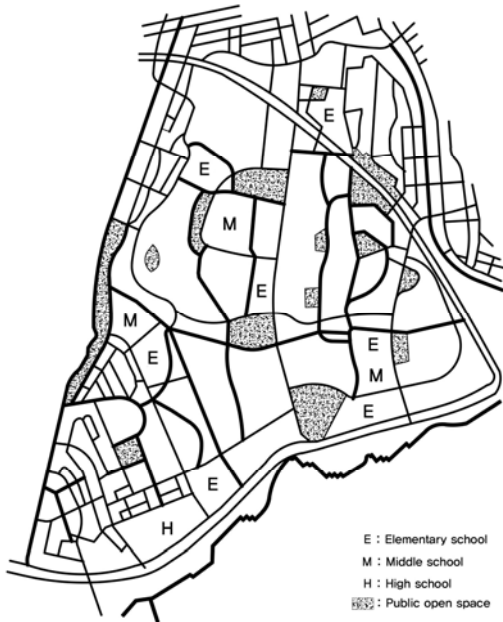 E
E
M
E
M
E
E
M
E
E
H
E : Elementary school
M : Middle school
H : High school
: Public open space